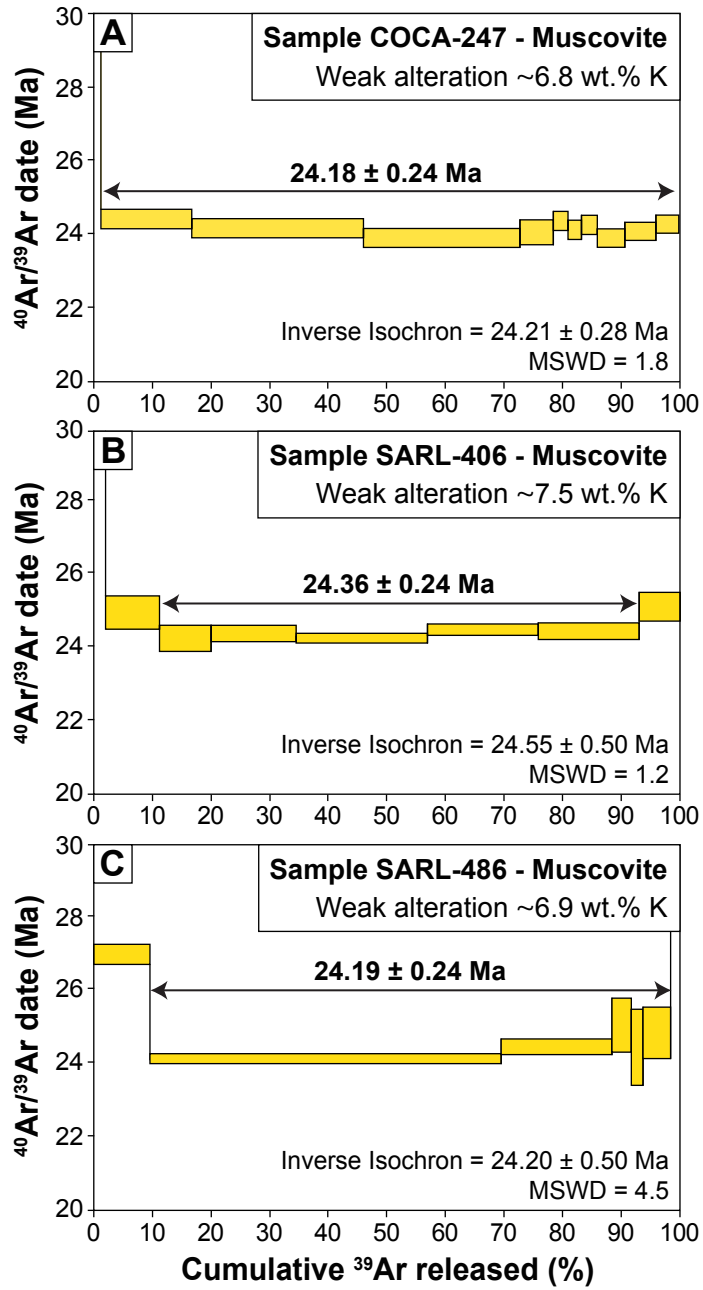 A
Sample COCA-247 - Muscovite
Weak alteration ~6.8 wt.% K
⁴⁰Ar/³⁹Ar date (Ma)
30
28
26
24
22
20
24.18 ± 0.24 Ma
Inverse Isochron = 24.21 ± 0.28 Ma
MSWD = 1.8
0 10 20 30 40 50 60 70 80 90 100
B
Sample SARL-406 - Muscovite
Weak alteration ~7.5 wt.% K
⁴⁰Ar/³⁹Ar date (Ma)
30
28
26
24
22
20
24.36 ± 0.24 Ma
Inverse Isochron = 24.55 ± 0.50 Ma
MSWD = 1.2
0 10 20 30 40 50 60 70 80 90 100
C
Sample SARL-486 - Muscovite
Weak alteration ~6.9 wt.% K
⁴⁰Ar/³⁹Ar date (Ma)
30
28
26
24
22
20
24.19 ± 0.24 Ma
Inverse Isochron = 24.20 ± 0.50 Ma
MSWD = 4.5
0 10 20 30 40 50 60 70 80 90 100
Cumulative ³⁹Ar released (%)